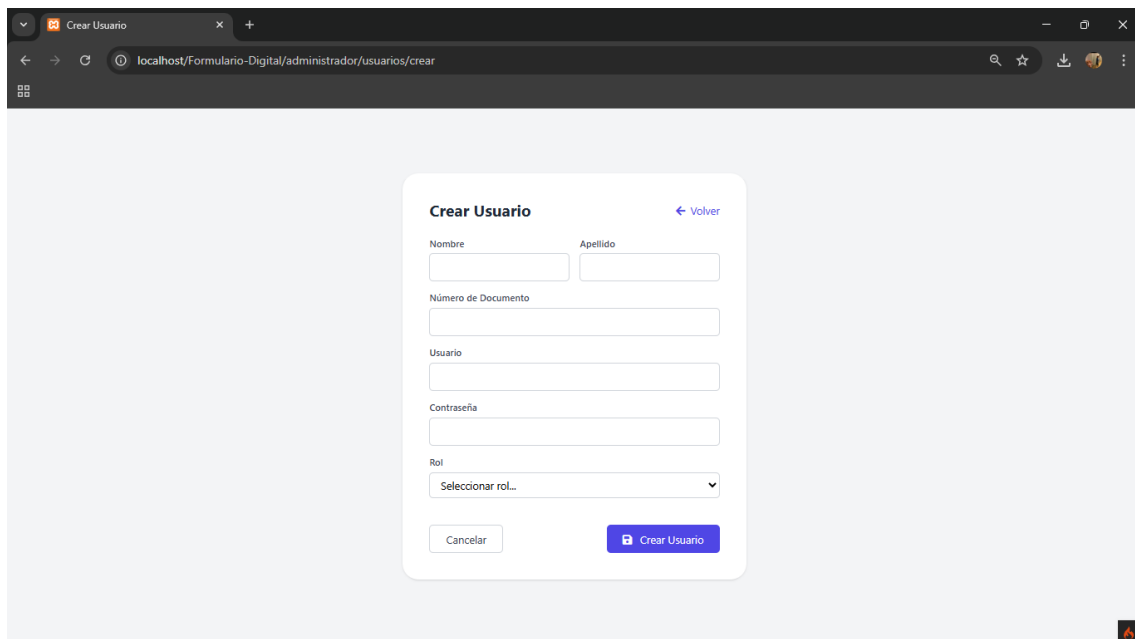 Crear Usuario
localhost/Formulario-Digital/administrador/usuarios/crear
Crear Usuario
Volver
Nombre
Apellido
Número de Documento
Usuario
Contraseña
Rol
Seleccionar rol...
Cancelar
Crear Usuario